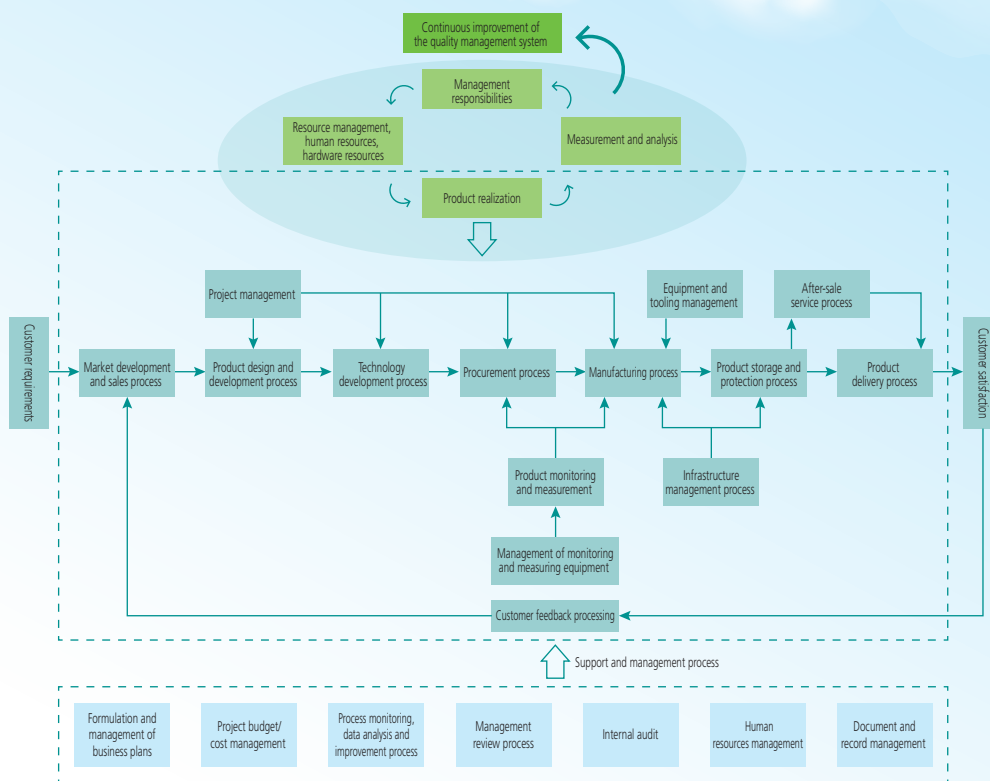 Continuous improvement of
the quality management system
Management
responsibilities
Resource management,
human resources,
hardware resources
Measurement and analysis
Product realization
Project management
Equipment and
tooling management
After-sale
service process
Customer requirements
Market development
and sales process
Product design and
development process
Technology
development process
Procurement process
Manufacturing process
Product storage and
protection process
Product
delivery process
Customer satisfaction
Product monitoring
and measurement
Infrastructure
management process
Management of monitoring
and measuring equipment
Customer feedback processing
Support and management process
Formulation and
management of
business plans
Project budget/
cost management
Process monitoring,
data analysis and
improvement process
Management
review process
Internal audit
Human
resources management
Document and
record management